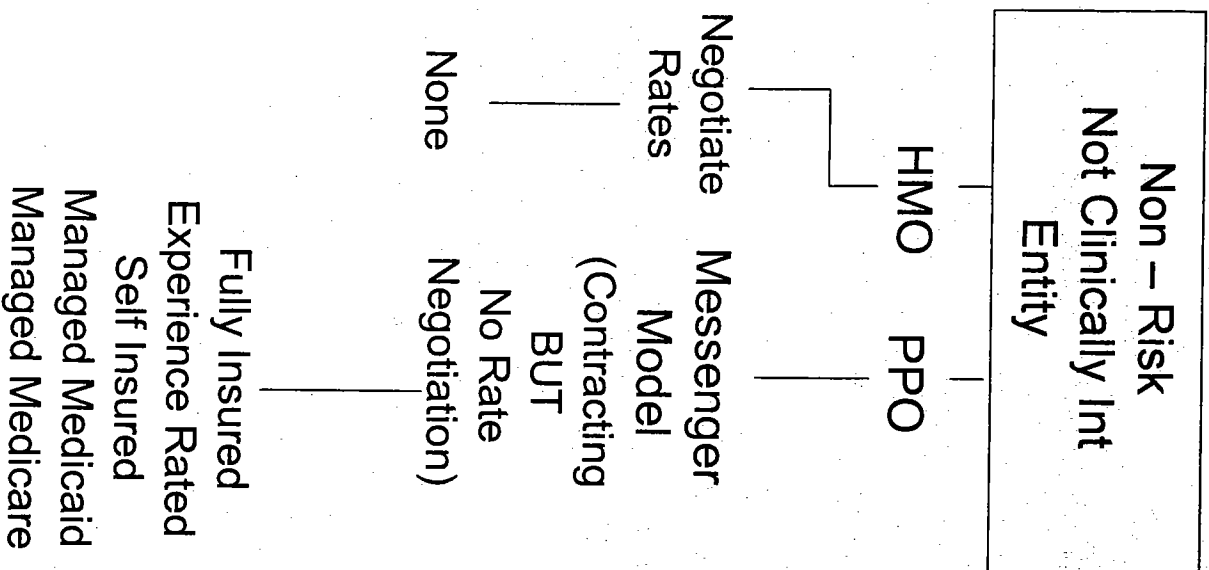 Non – Risk
Not Clinically Int
Entity
HMO
PPO
Negotiate
Rates
None
Messenger
Model
(Contracting
BUT
No Rate
Negotiation)
Fully Insured
Experience Rated
Self Insured
Managed Medicaid
Managed Medicare